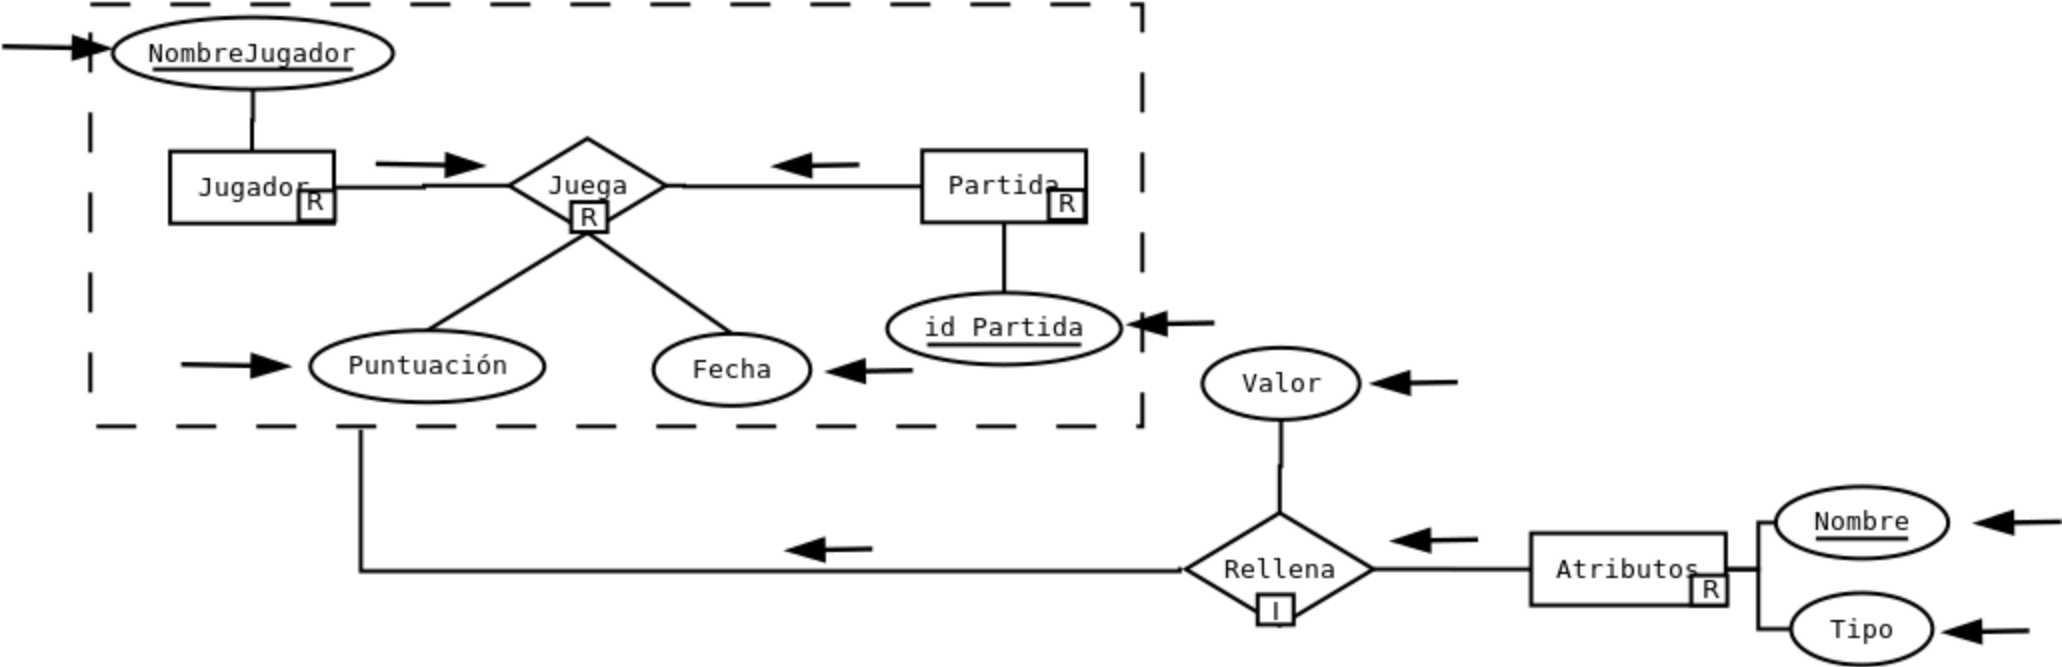 NombreJugador
Jugador
R
Juega
R
Partida
R
id Partida
Puntuación
Fecha
Valor
Rellena
I
Atributos
R
Nombre
Tipo